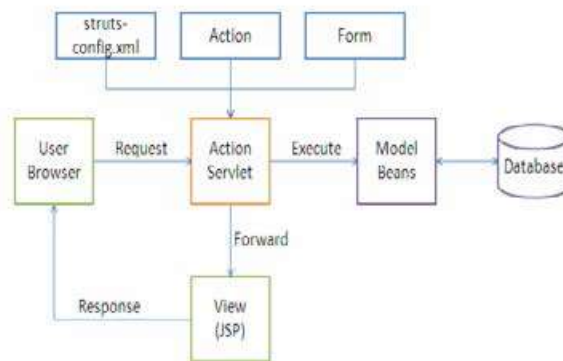 struts-
config.xml
Action
Form
User
Browser
Request
Action
Servlet
Execute
Model
Beans
Database
Forward
Response
View
(JSP)